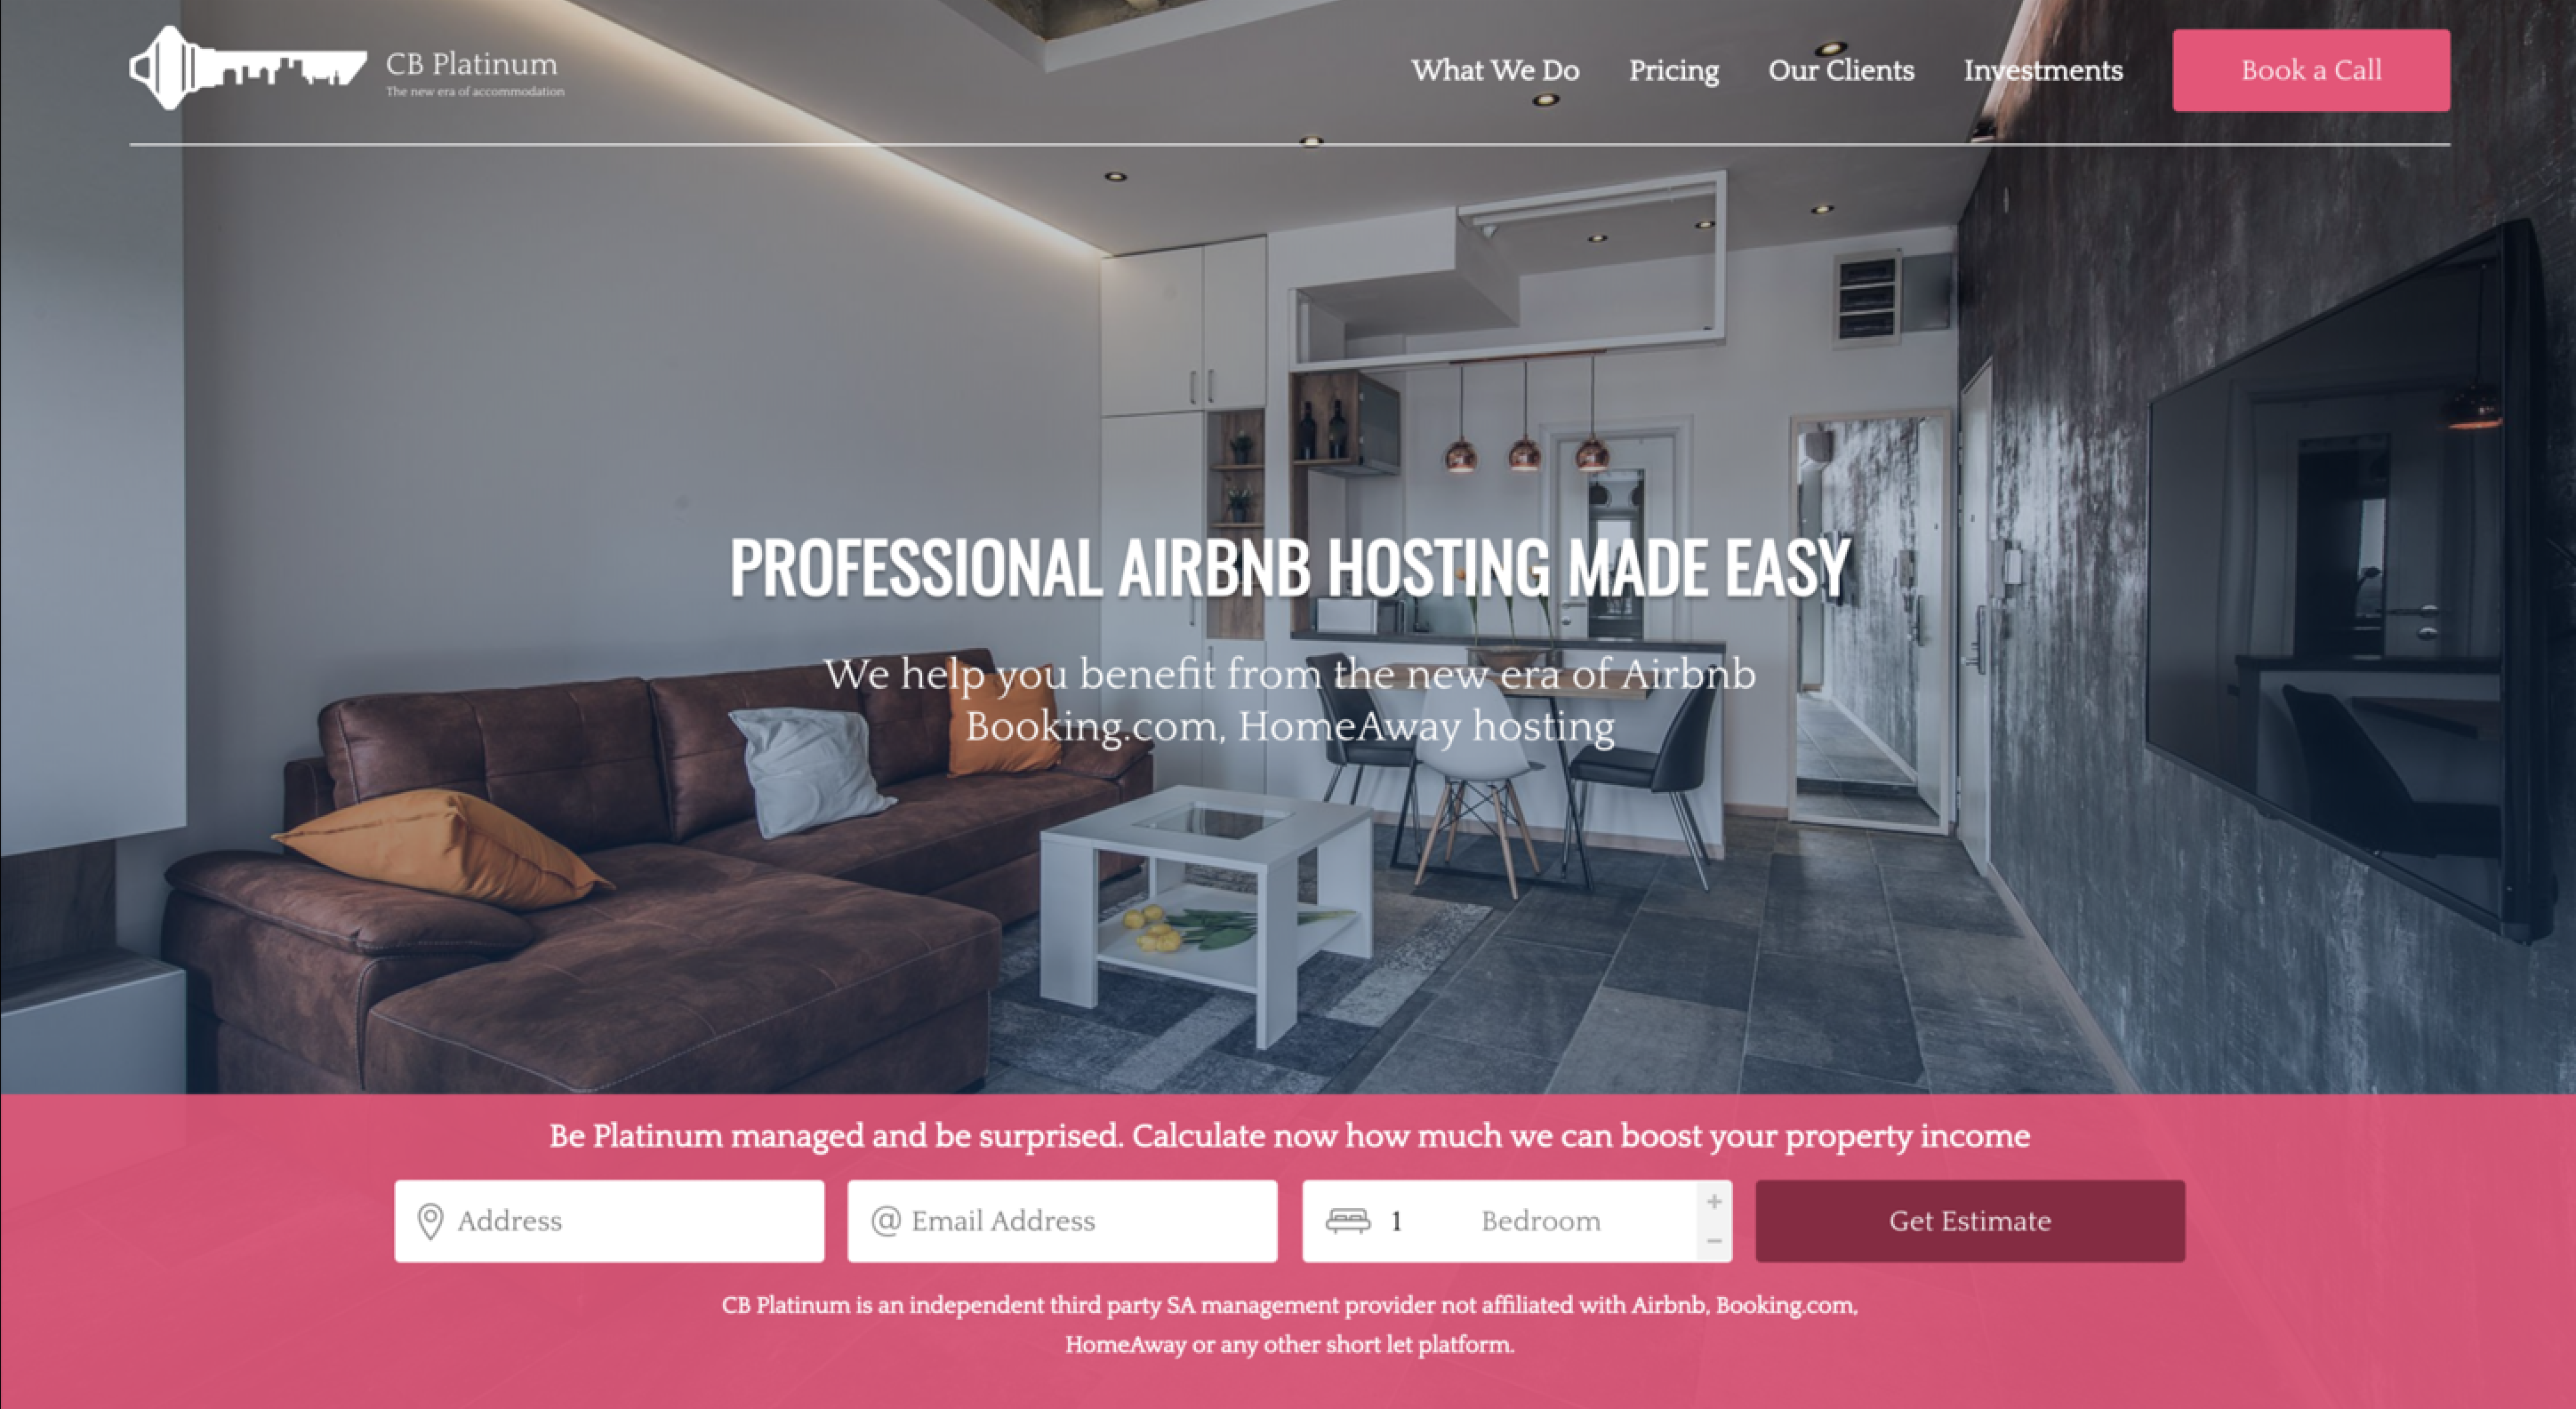 CB Platinum
The new era of accommodation
What We Do
Pricing
Our Clients
Investments
Book a Call
PROFESSIONAL AIRBNB HOSTING MADE EASY
We help you benefit from the new era of Airbnb
Booking.com, HomeAway hosting
Be Platinum managed and be surprised. Calculate now how much we can boost your property income
Address
@ Email Address
1 Bedroom + −
Get Estimate
CB Platinum is an independent third party SA management provider not affiliated with Airbnb, Booking.com,
HomeAway or any other short let platform.